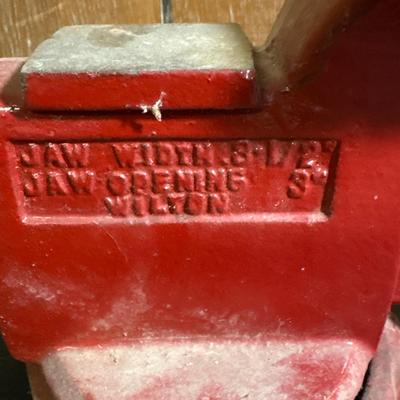 JAW WIDTH 3-1/2"
JAW-OPENING 3"
WILTON